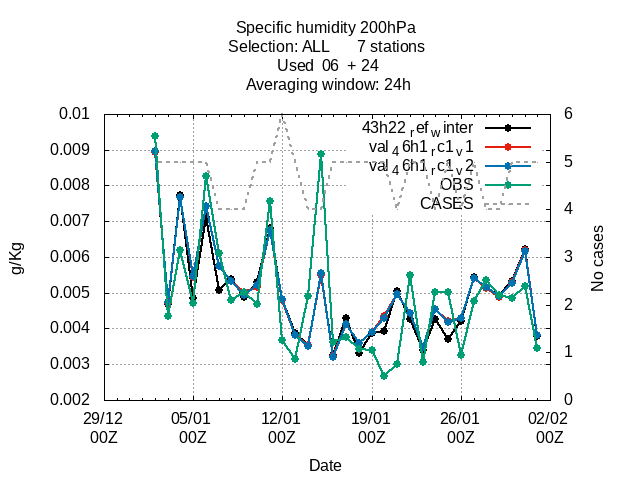 Specific humidity 200hPa
Selection: ALL 7 stations
Used 06 + 24
Averaging window: 24h
0.01
0.009
0.008
0.007
0.006
0.005
0.004
0.003
0.002
g/Kg
43h22_ref_winter
val_46h1_rc1_v1
val_46h1_rc1_v2
OBS
CASES
6
5
4
3
2
1
0
No cases
29/12 05/01 12/01 19/01 26/01 02/02
00Z 00Z 00Z 00Z 00Z 00Z
Date